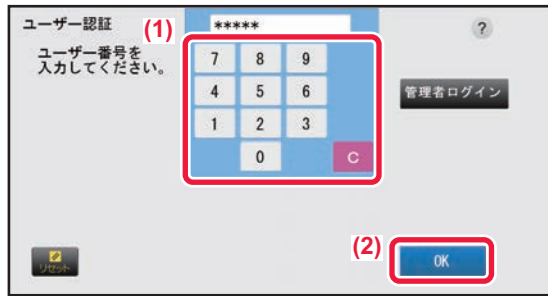 ユーザー認証
(1)
*****
?
ユーザー番号を
入力してください。
7 8 9
4 5 6
管理者ログイン
1 2 3
0 C
リセット
(2)
OK